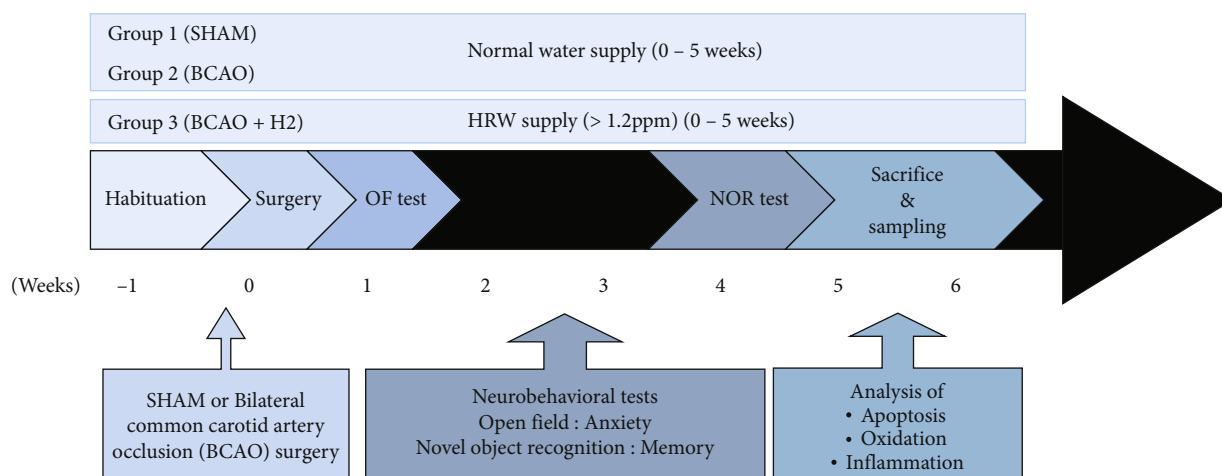 Group 1 (SHAM)
Group 2 (BCAO)
Normal water supply (0 – 5 weeks)
Group 3 (BCAO + H2)
HRW supply (> 1.2ppm) (0 – 5 weeks)
Habituation
Surgery
OF test
NOR test
Sacrifice
&
sampling
(Weeks) –1 0 1 2 3 4 5 6
SHAM or Bilateral
common carotid artery
occlusion (BCAO) surgery
Neurobehavioral tests
Open field : Anxiety
Novel object recognition : Memory
Analysis of
• Apoptosis
• Oxidation
• Inflammation